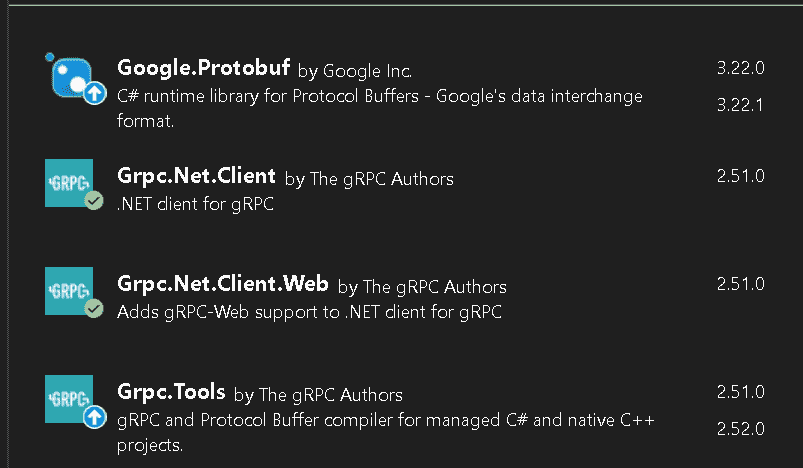 Google.Protobuf by Google Inc. 3.22.0
C# runtime library for Protocol Buffers - Google's data interchange 3.22.1
format.
GRPC Grpc.Net.Client by The gRPC Authors 2.51.0
.NET client for gRPC
GRPC Grpc.Net.Client.Web by The gRPC Authors 2.51.0
Adds gRPC-Web support to .NET client for gRPC
GRPC Grpc.Tools by The gRPC Authors 2.51.0
gRPC and Protocol Buffer compiler for managed C# and native C++ 2.52.0
projects.